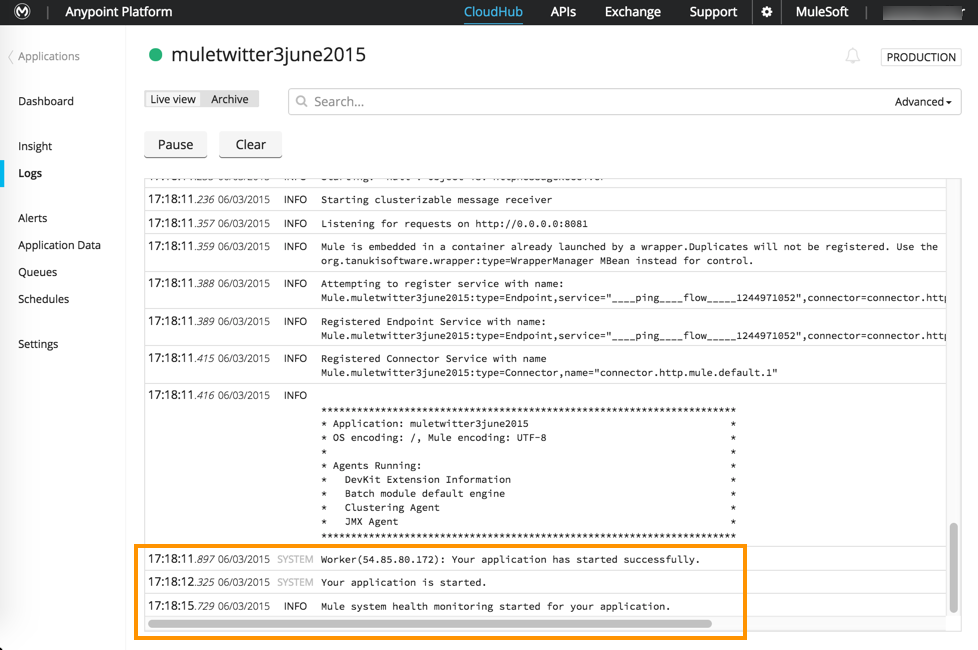 Anypoint Platform
CloudHub APIs Exchange Support MuleSoft
Applications
Dashboard
Insight
Logs
Alerts
Application Data
Queues
Schedules
Settings
muletwitter3june2015
PRODUCTION
Live view Archive
Search...
Advanced
Pause Clear
17:18:11.236 06/03/2015 INFO Starting clusterizable message receiver
17:18:11.357 06/03/2015 INFO Listening for requests on http://0.0.0.0:8081
17:18:11.359 06/03/2015 INFO Mule is embedded in a container already launched by a wrapper.Duplicates will not be registered. Use the
org.tanukisoftware.wrapper:type=WrapperManager MBean instead for control.
17:18:11.388 06/03/2015 INFO Attempting to register service with name:
Mule.muletwitter3june2015:type=Endpoint,service="____ping____flow_____1244971052",connector=connector.http
17:18:11.389 06/03/2015 INFO Registered Endpoint Service with name:
Mule.muletwitter3june2015:type=Endpoint,service="____ping____flow_____1244971052",connector=connector.http
17:18:11.415 06/03/2015 INFO Registered Connector Service with name
Mule.muletwitter3june2015:type=Connector,name="connector.http.mule.default.1"
17:18:11.416 06/03/2015 INFO
**********************************************************************
* Application: muletwitter3june2015 *
* OS encoding: /, Mule encoding: UTF-8 *
* *
* Agents Running: *
* DevKit Extension Information *
* Batch module default engine *
* Clustering Agent *
* JMX Agent *
**********************************************************************
17:18:11.897 06/03/2015 SYSTEM Worker(54.85.80.172): Your application has started successfully.
17:18:12.325 06/03/2015 SYSTEM Your application is started.
17:18:15.729 06/03/2015 INFO Mule system health monitoring started for your application.